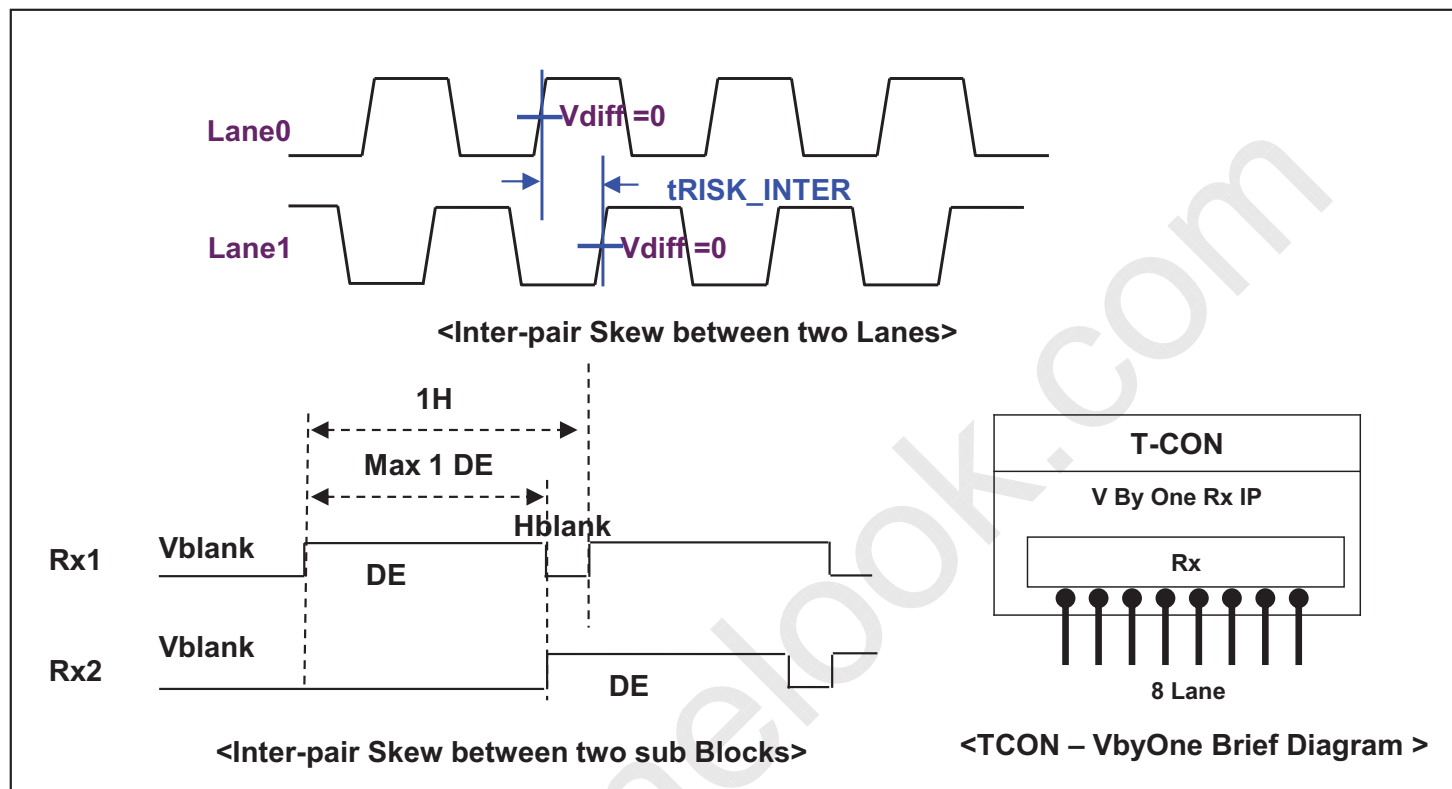 Lane0
Vdiff =0
tRISK_INTER
Lane1
Vdiff =0
<Inter-pair Skew between two Lanes>
1H
Max 1 DE
Hblank
Rx1
Vblank
DE
Rx2
Vblank
DE
<Inter-pair Skew between two sub Blocks>
T-CON
V By One Rx IP
Rx
8 Lane
<TCON – VbyOne Brief Diagram >
nelook.com